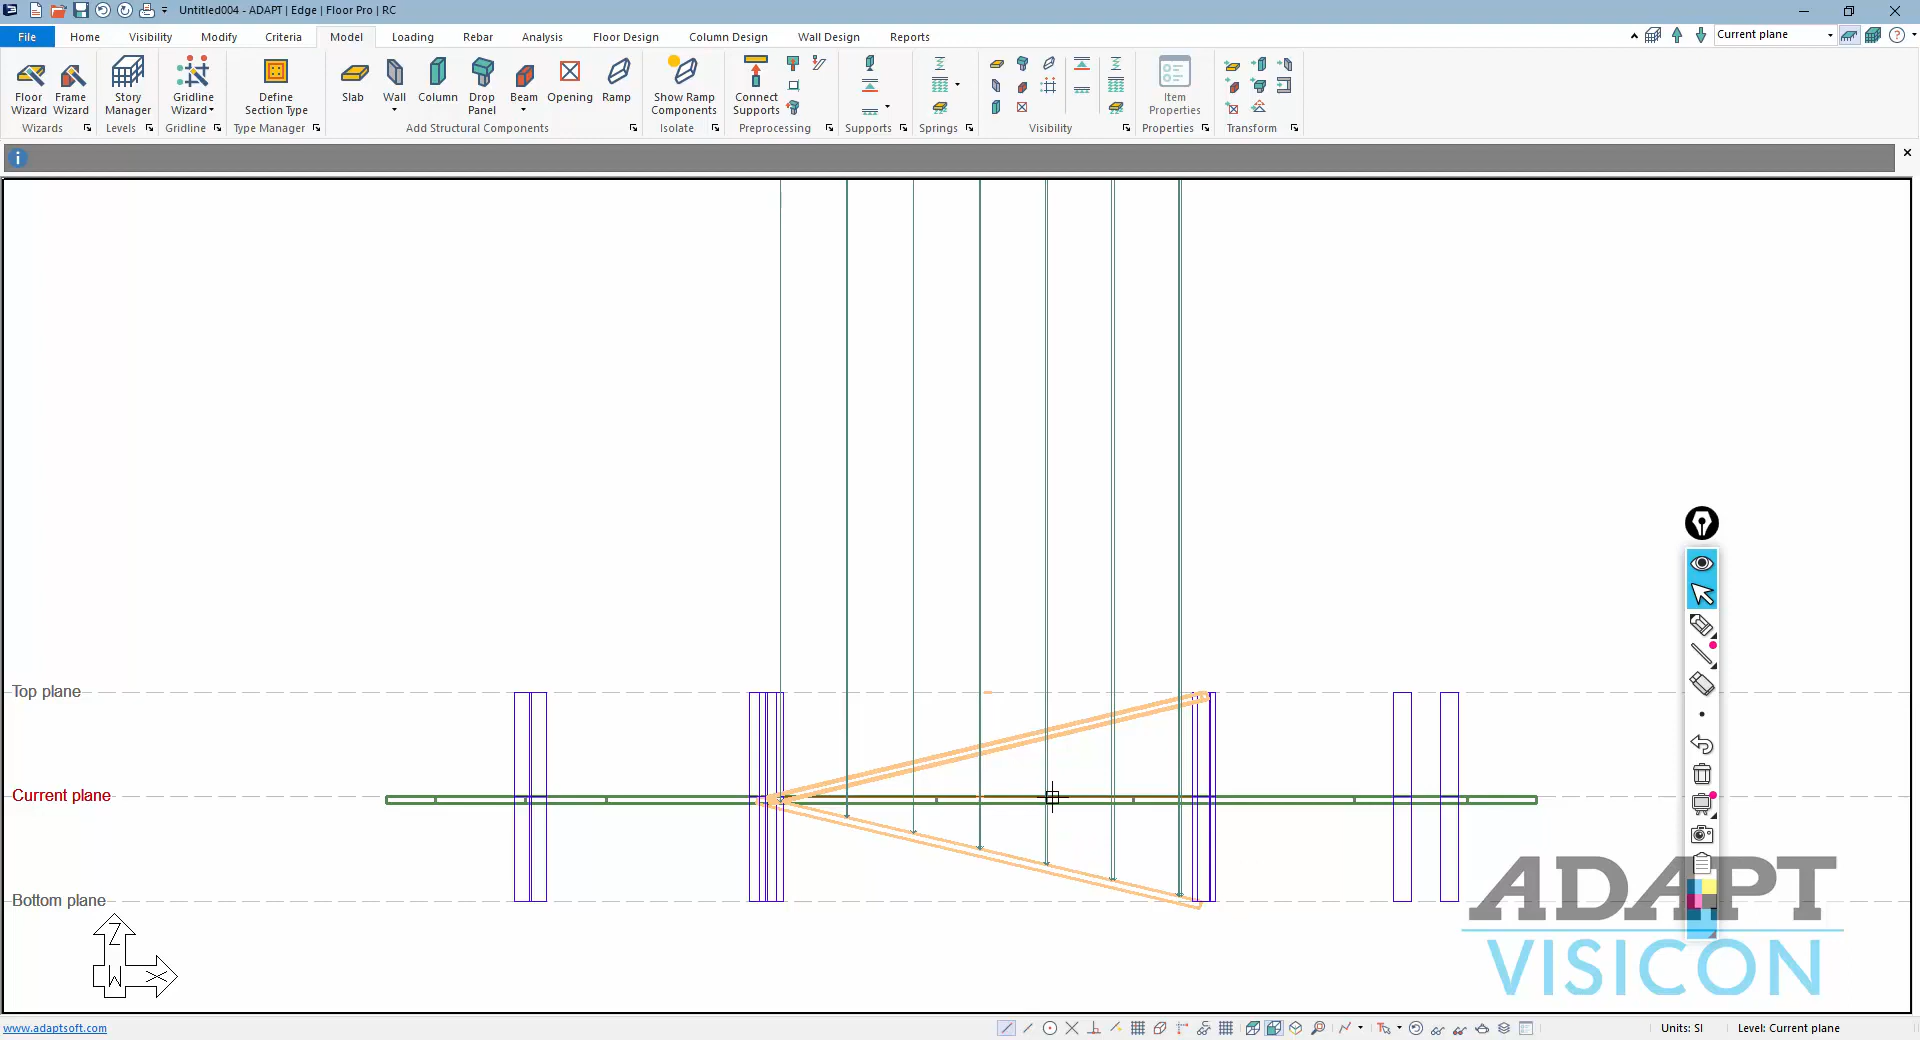 Untitled004 - ADAPT | Edge | Floor Pro | RC
File Home Visibility Modify Criteria Model Loading Rebar Analysis Floor Design Column Design Wall Design Reports Current plane
Floor Wizard Frame Wizard Story Manager Gridline Wizard Define Section Type Slab Wall Column Drop Panel Beam Opening Ramp Show Ramp Components Connect Supports Item Properties
Wizards Levels Gridline Type Manager Add Structural Components Isolate Preprocessing Supports Springs Visibility Properties Transform
Top plane
Current plane
Bottom plane
Z
W X
ADAPT
VISICON
www.adaptsoft.com Units: SI Level: Current plane